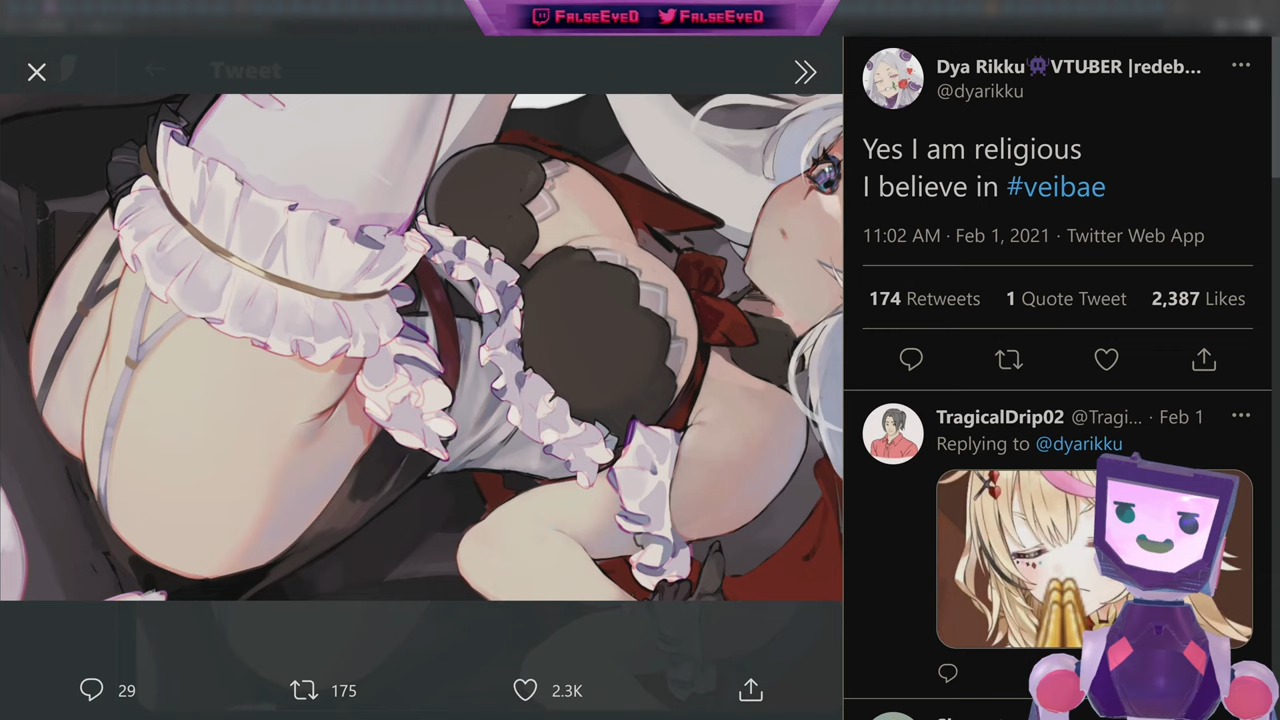 FalseEyeD FalseEyeD
Tweet
Dya Rikku👾VTUBER |redeb...
@dyarikku
Yes I am religious
I believe in #veibae
11:02 AM · Feb 1, 2021 · Twitter Web App
174 Retweets 1 Quote Tweet 2,387 Likes
TragicalDrip02 @Tragi... · Feb 1
Replying to @dyarikku
29 175 2.3K